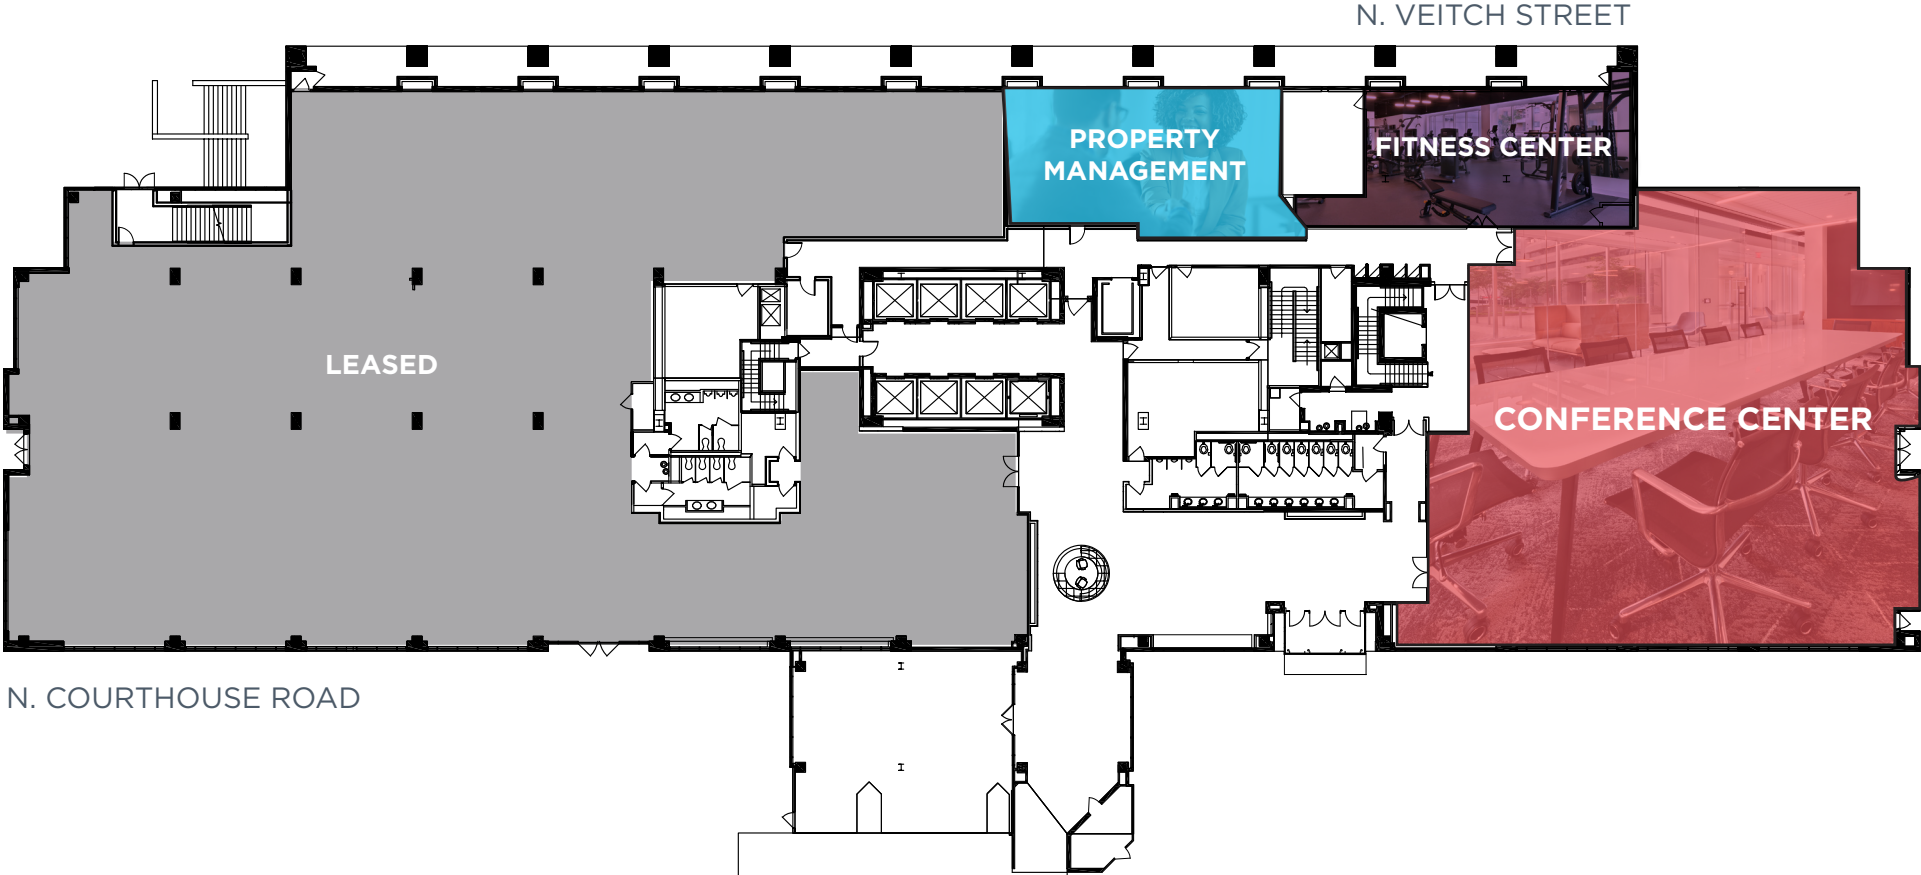 N. VEITCH STREET
PROPERTY
MANAGEMENT
FITNESS CENTER
LEASED
CONFERENCE CENTER
N. COURTHOUSE ROAD